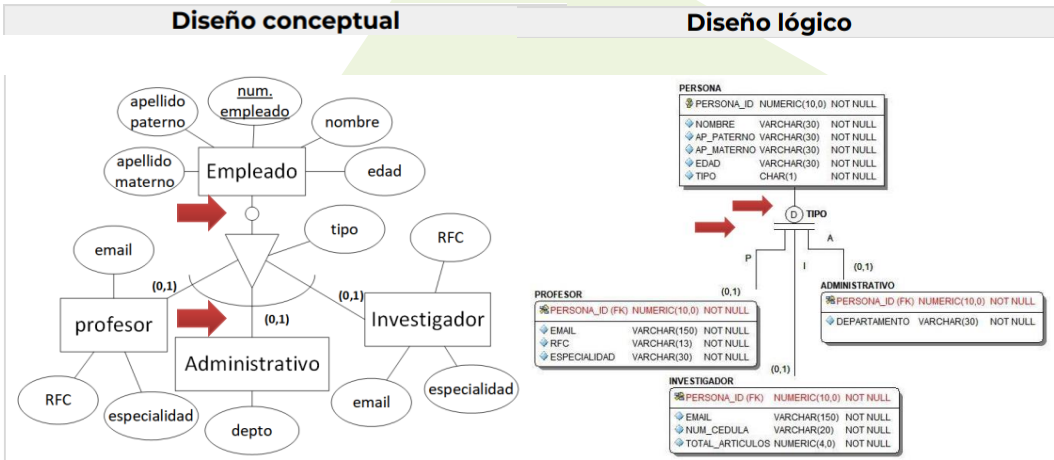 Diseño conceptual
Diseño lógico
num.
empleado
apellido
paterno
nombre
apellido
materno
Empleado
edad
tipo
RFC
email
(0,1)
(0,1)
(0,1)
profesor
Administrativo
Investigador
RFC
especialidad
depto
email
especialidad
PERSONA
PERSONA_ID NUMERIC(10,0) NOT NULL
NOMBRE VARCHAR(30) NOT NULL
AP_PATERNO VARCHAR(30) NOT NULL
AP_MATERNO VARCHAR(30) NOT NULL
EDAD VARCHAR(30) NOT NULL
TIPO CHAR(1) NOT NULL
D TIPO
P
I
A
(0,1)
(0,1)
(0,1)
PROFESOR
PERSONA_ID (FK) NUMERIC(10,0) NOT NULL
EMAIL VARCHAR(150) NOT NULL
RFC VARCHAR(13) NOT NULL
ESPECIALIDAD VARCHAR(30) NOT NULL
ADMINISTRATIVO
PERSONA_ID (FK) NUMERIC(10,0) NOT NULL
DEPARTAMENTO VARCHAR(30) NOT NULL
INVESTIGADOR
PERSONA_ID (FK) NUMERIC(10,0) NOT NULL
EMAIL VARCHAR(150) NOT NULL
NUM_CEDULA VARCHAR(20) NOT NULL
TOTAL_ARTICULOS NUMERIC(4,0) NOT NULL